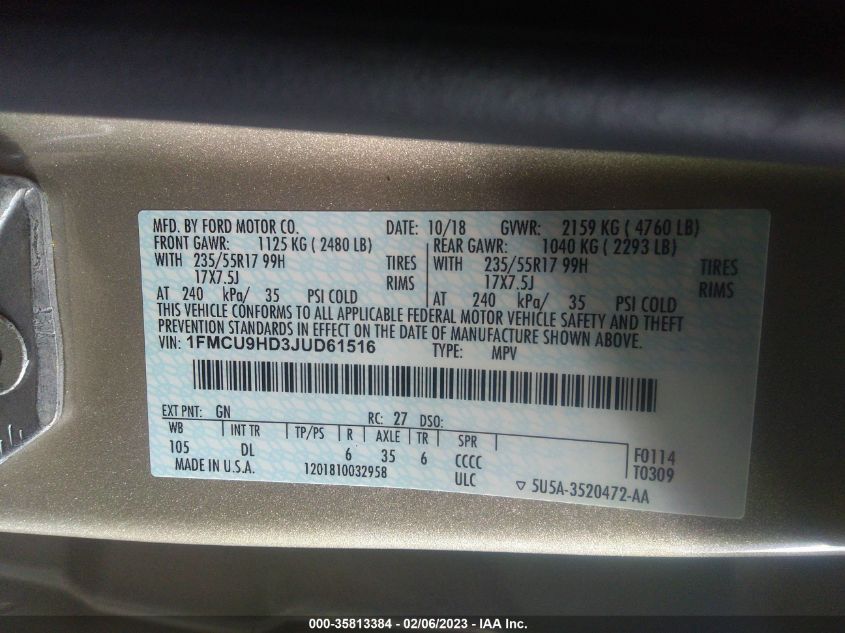 MFD. BY FORD MOTOR CO. DATE: 10/18 GVWR: 2159 KG ( 4760 LB)
FRONT GAWR: 1125 KG ( 2480 LB) REAR GAWR: 1040 KG ( 2293 LB)
WITH 235/55R17 99H TIRES WITH 235/55R17 99H TIRES
17X7.5J RIMS 17X7.5J RIMS
AT 240 kPa/ 35 PSI COLD AT 240 kPa/ 35 PSI COLD
THIS VEHICLE CONFORMS TO ALL APPLICABLE FEDERAL MOTOR VEHICLE SAFETY AND THEFT
PREVENTION STANDARDS IN EFFECT ON THE DATE OF MANUFACTURE SHOWN ABOVE.
VIN: 1FMCU9HD3JUD61516 TYPE: MPV
EXT PNT: GN RC: 27 DSO:
WB INT TR TP/PS R AXLE TR SPR
105 DL 6 35 6 CCCC F0114
MADE IN U.S.A. 1201810032958 ULC T0309
▽ 5U5A-3520472-AA
000-35813384 - 02/06/2023 - IAA Inc.